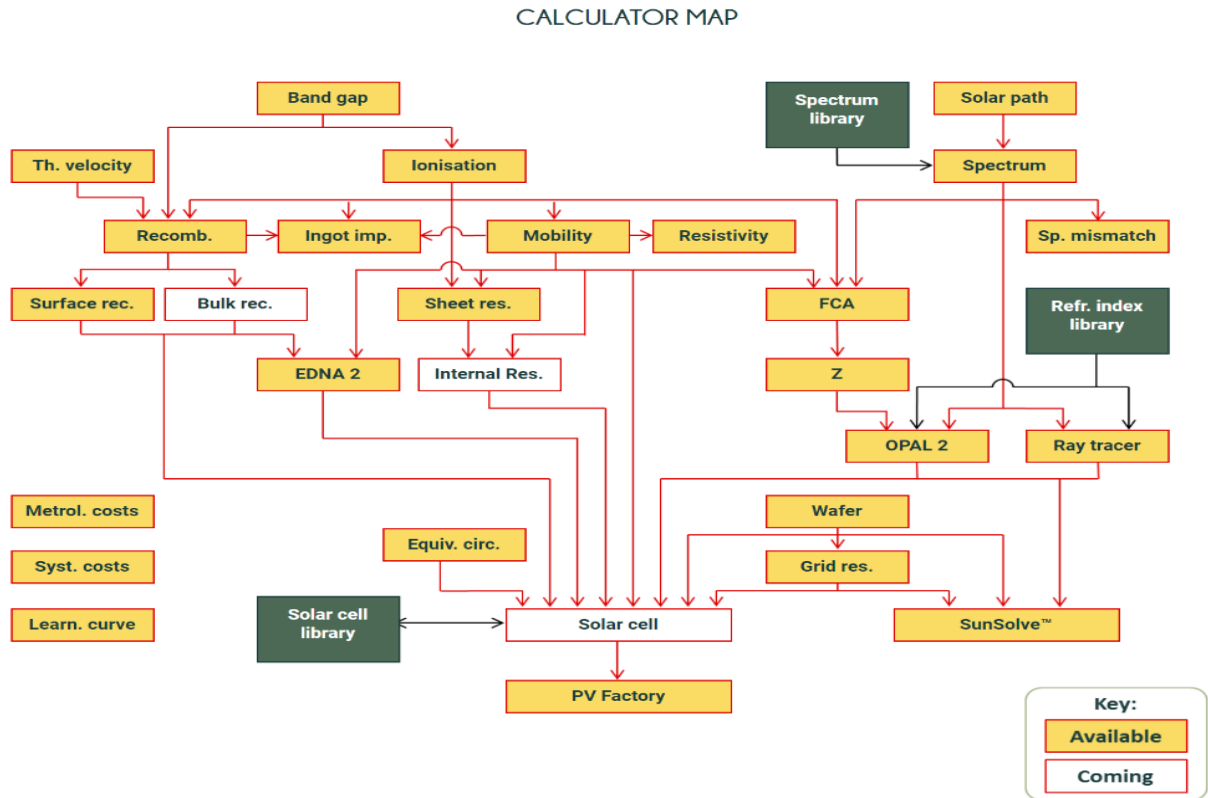 CALCULATOR MAP
Band gap
Spectrum
library
Solar path
Th. velocity
Ionisation
Spectrum
Recomb.
Ingot imp.
Mobility
Resistivity
Sp. mismatch
Surface rec.
Bulk rec.
Sheet res.
FCA
Refr. index
library
EDNA 2
Internal Res.
Z
OPAL 2
Ray tracer
Metrol. costs
Wafer
Equiv. circ.
Syst. costs
Grid res.
Solar cell
library
Learn. curve
Solar cell
SunSolve™
PV Factory
Key:
Available
Coming